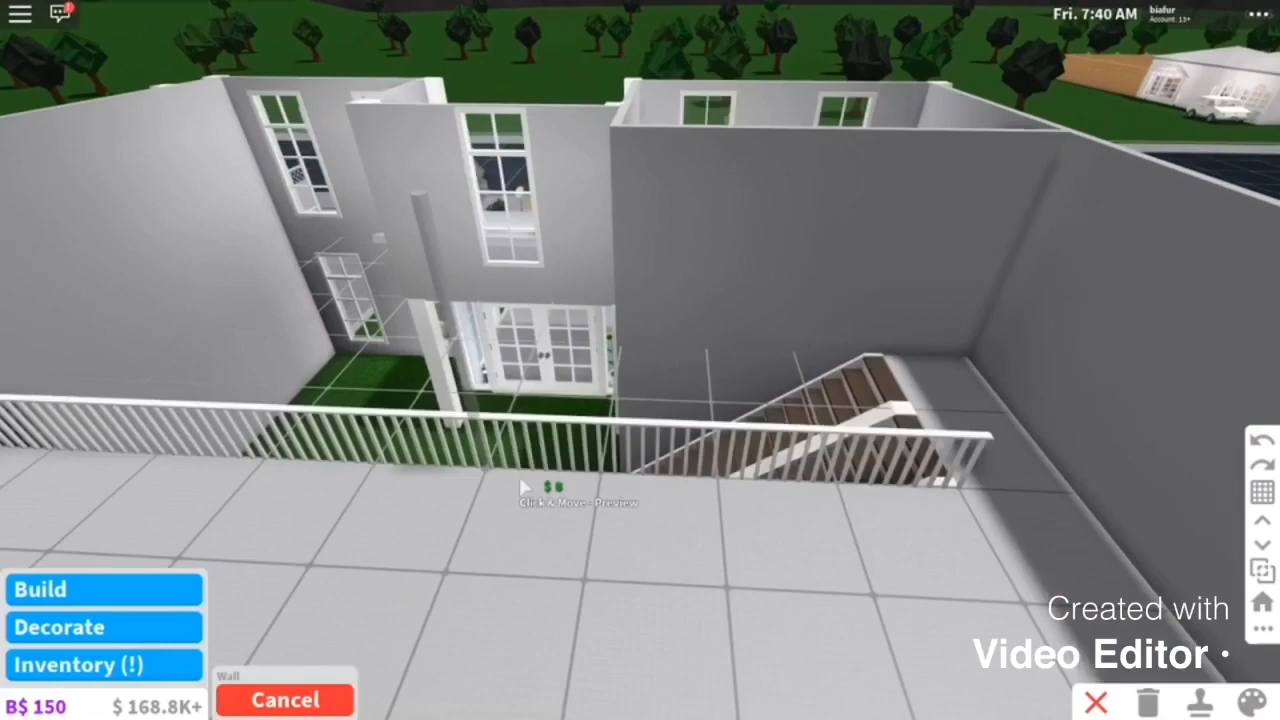 Fri. 7:40 AM
biafur
Account: 13+
$
Click & Move - Preview
Build
Decorate
Inventory (!)
Wall
Cancel
B$ 150
$ 168.8K+
Created with
Video Editor ·